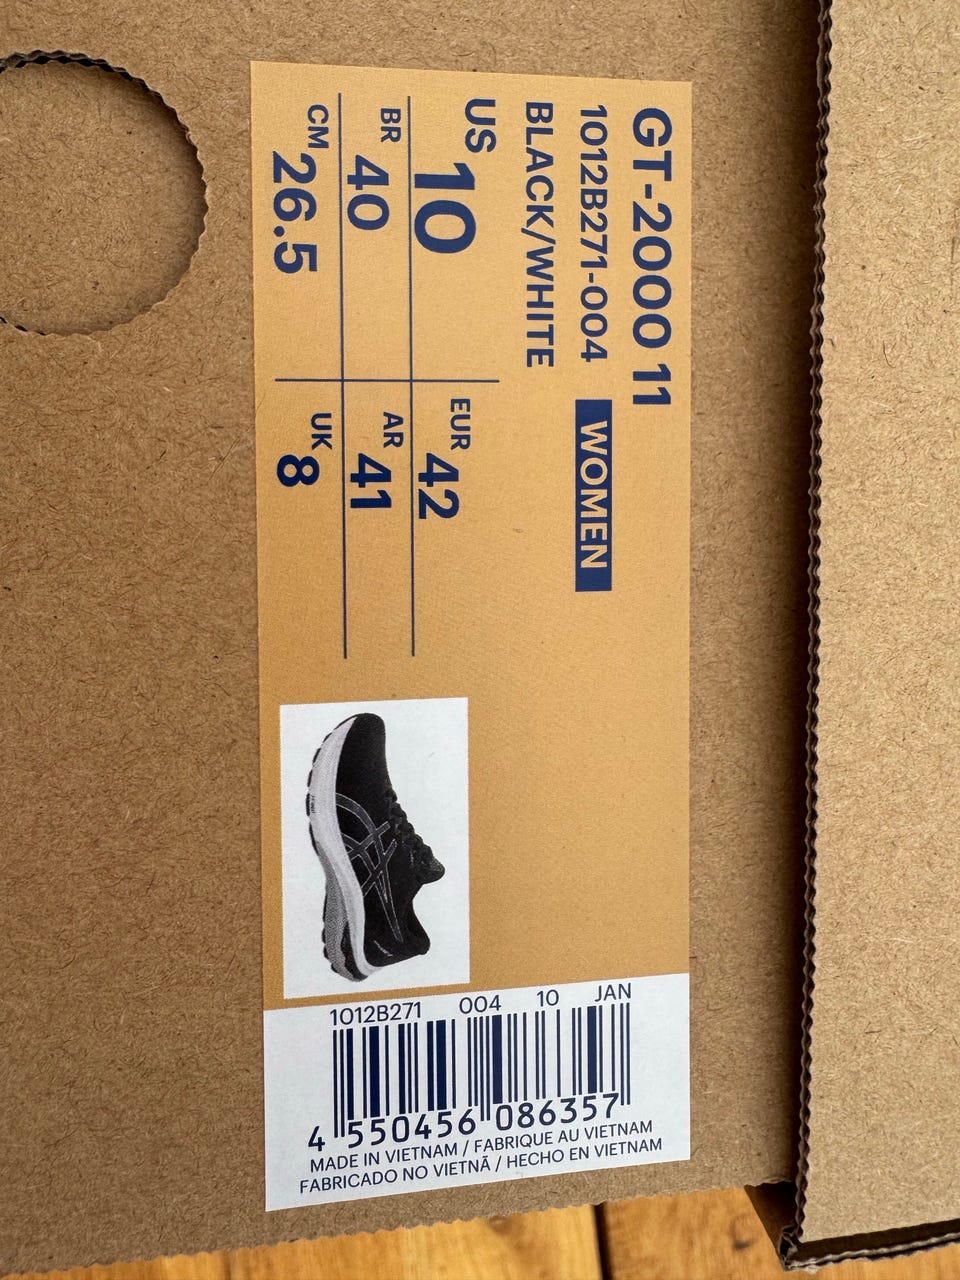 GT-2000 11
1012B271-004 WOMEN
BLACK/WHITE
US 10 EUR 42
BR 40 AR 41
CM 26.5 UK 8
1012B271 004 10 JAN
4 550456 086357
MADE IN VIETNAM / FABRIQUE AU VIETNAM
FABRICADO NO VIETNÃ / HECHO EN VIETNAM